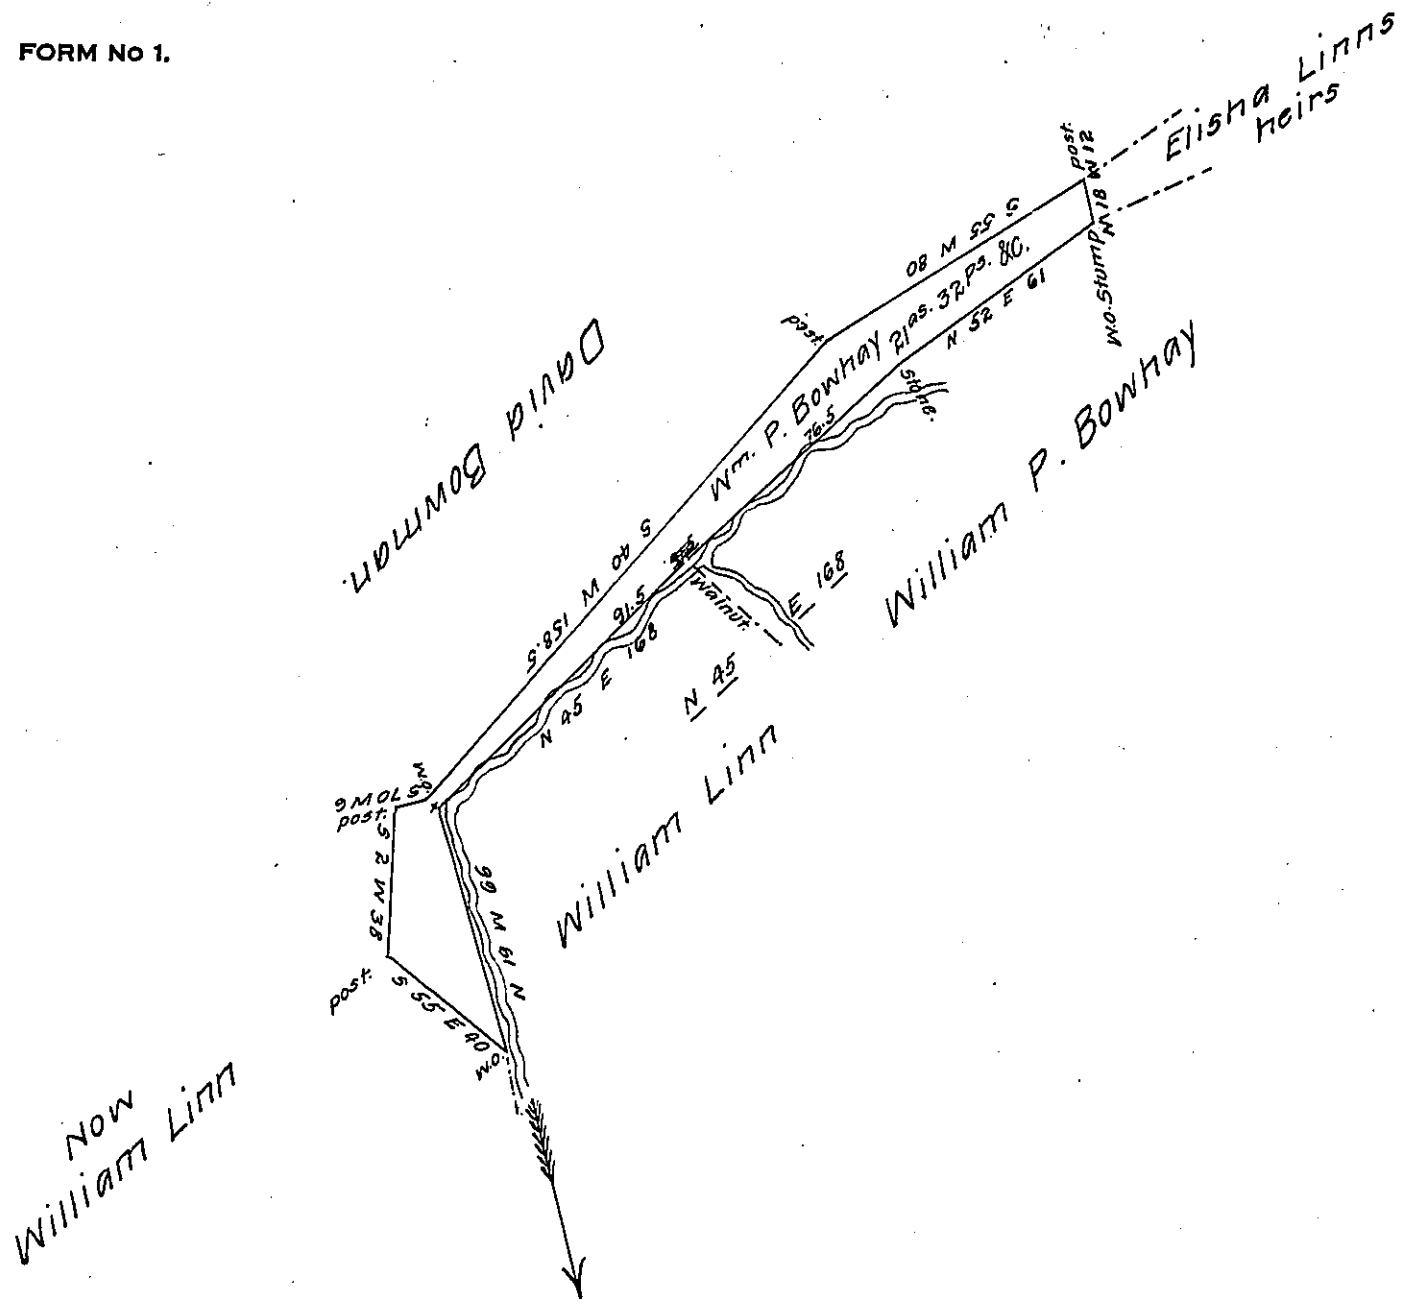 FORM No 1.
Elisha Linns
heirs
post.
N 18 W 12
W.O. Stump
S 55 W 80
post.
Wm. P. Bowhay 21 as. 32 ps. &c.
N 52 E 61
Stone.
76.5
David Bowman.
William P. Bowhay
S 40 W 158.5
91.5
Walnut.
E 168
N 45 E 168
N 45
William Linn
W.O.
S 70 W 6
post.
S 2 W 38
N 19 W 66
post.
S 55 E 40
W.O.
Now
William Linn